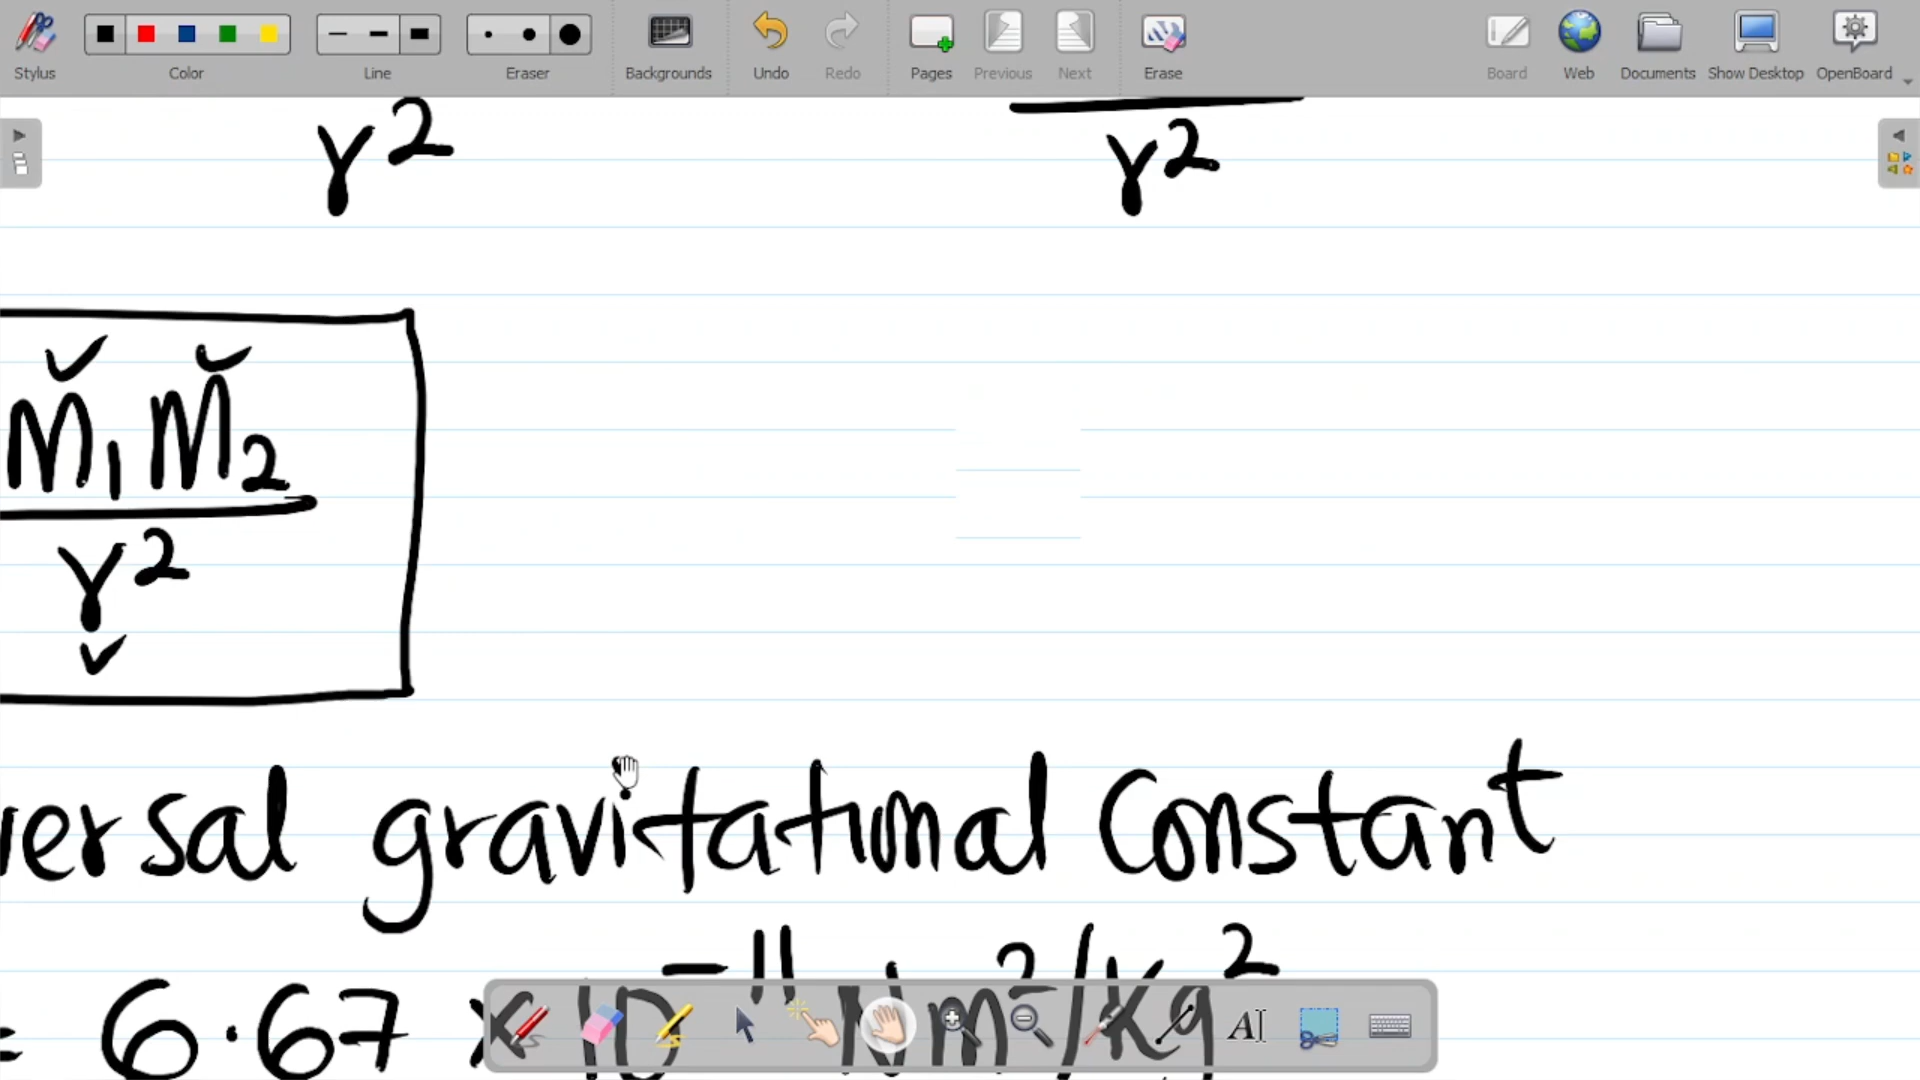 Stylus Color Line Eraser Backgrounds Undo Redo Pages Previous Next Erase Board Web Documents Show Desktop OpenBoard
r² r²
M₁M₂
r²
versal gravitational Constant
= 6.67 x 10⁻¹¹ Nm²/Kg²